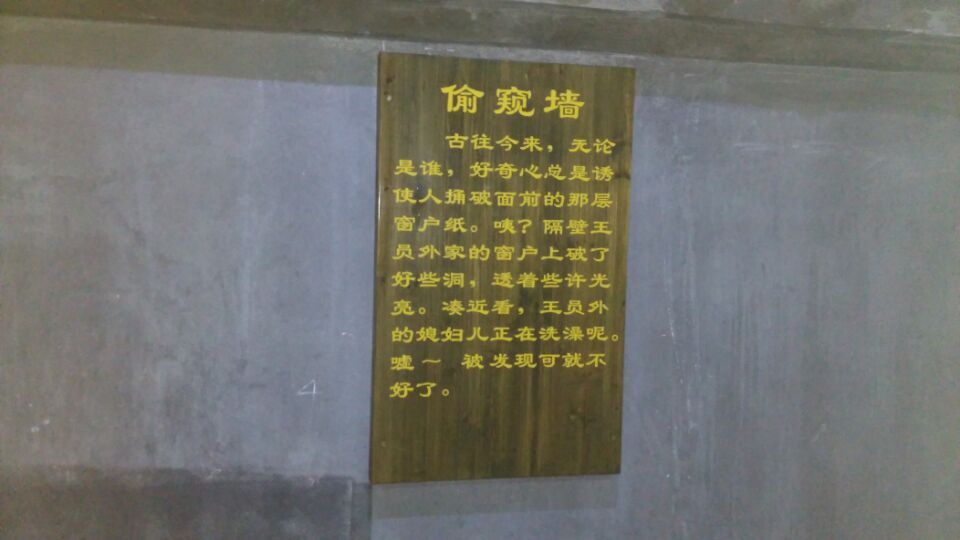 偷窥墙
古往今来，无论
是谁，好奇心总是诱
使人捅破面前的那层
窗户纸。咦？隔壁王
员外家的窗户上破了
好些洞，透着些许光
亮。凑近看，王员外
的媳妇儿正在洗澡呢。
嘘～ 被发现可就不
好了。
4